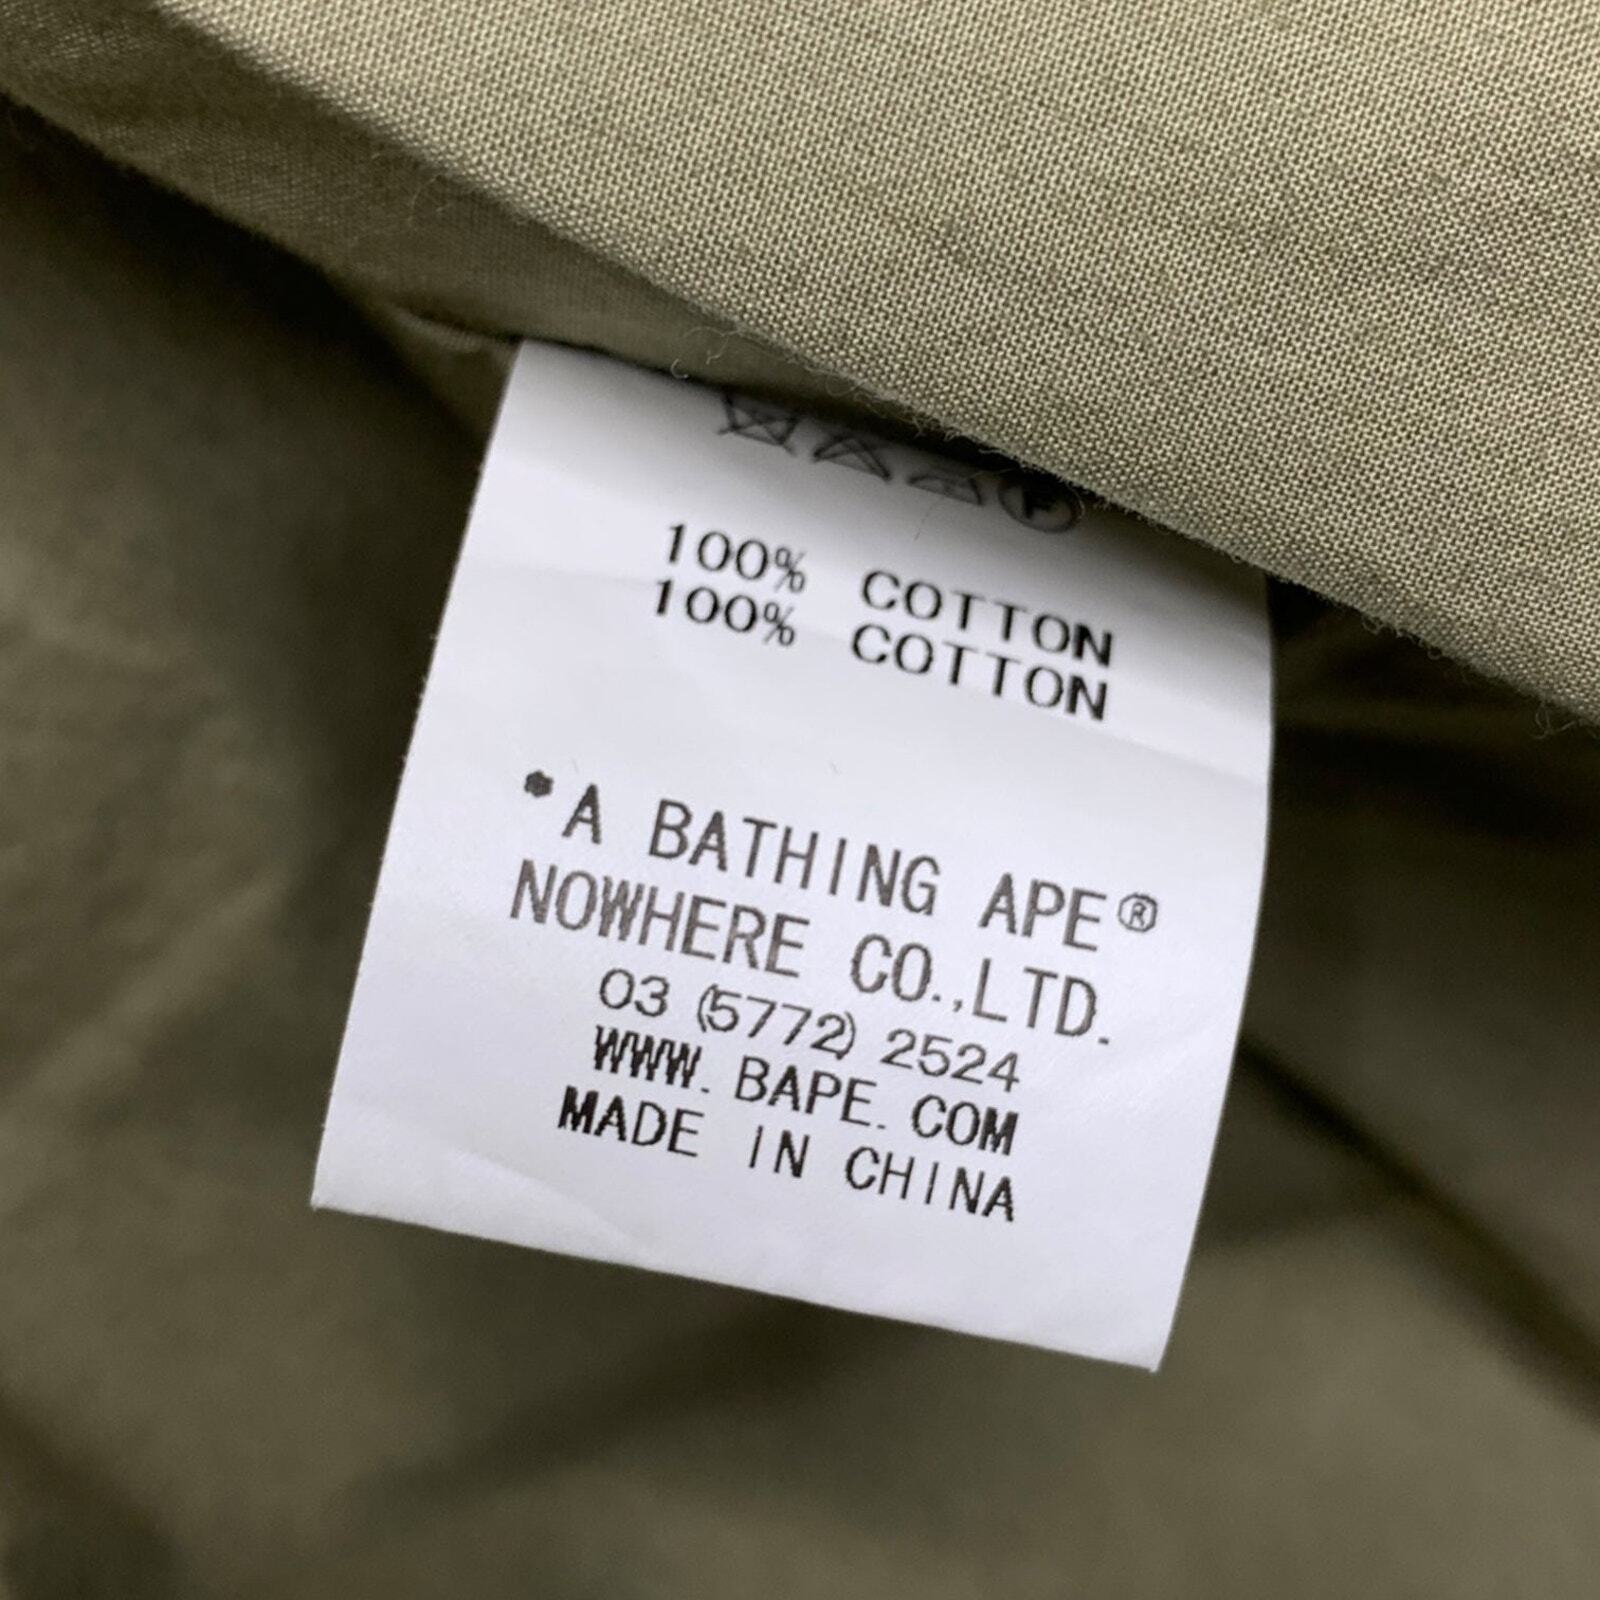 F
100% COTTON
100% COTTON
*A BATHING APE®
NOWHERE CO.,LTD.
03 (5772) 2524
WWW. BAPE. COM
MADE IN CHINA